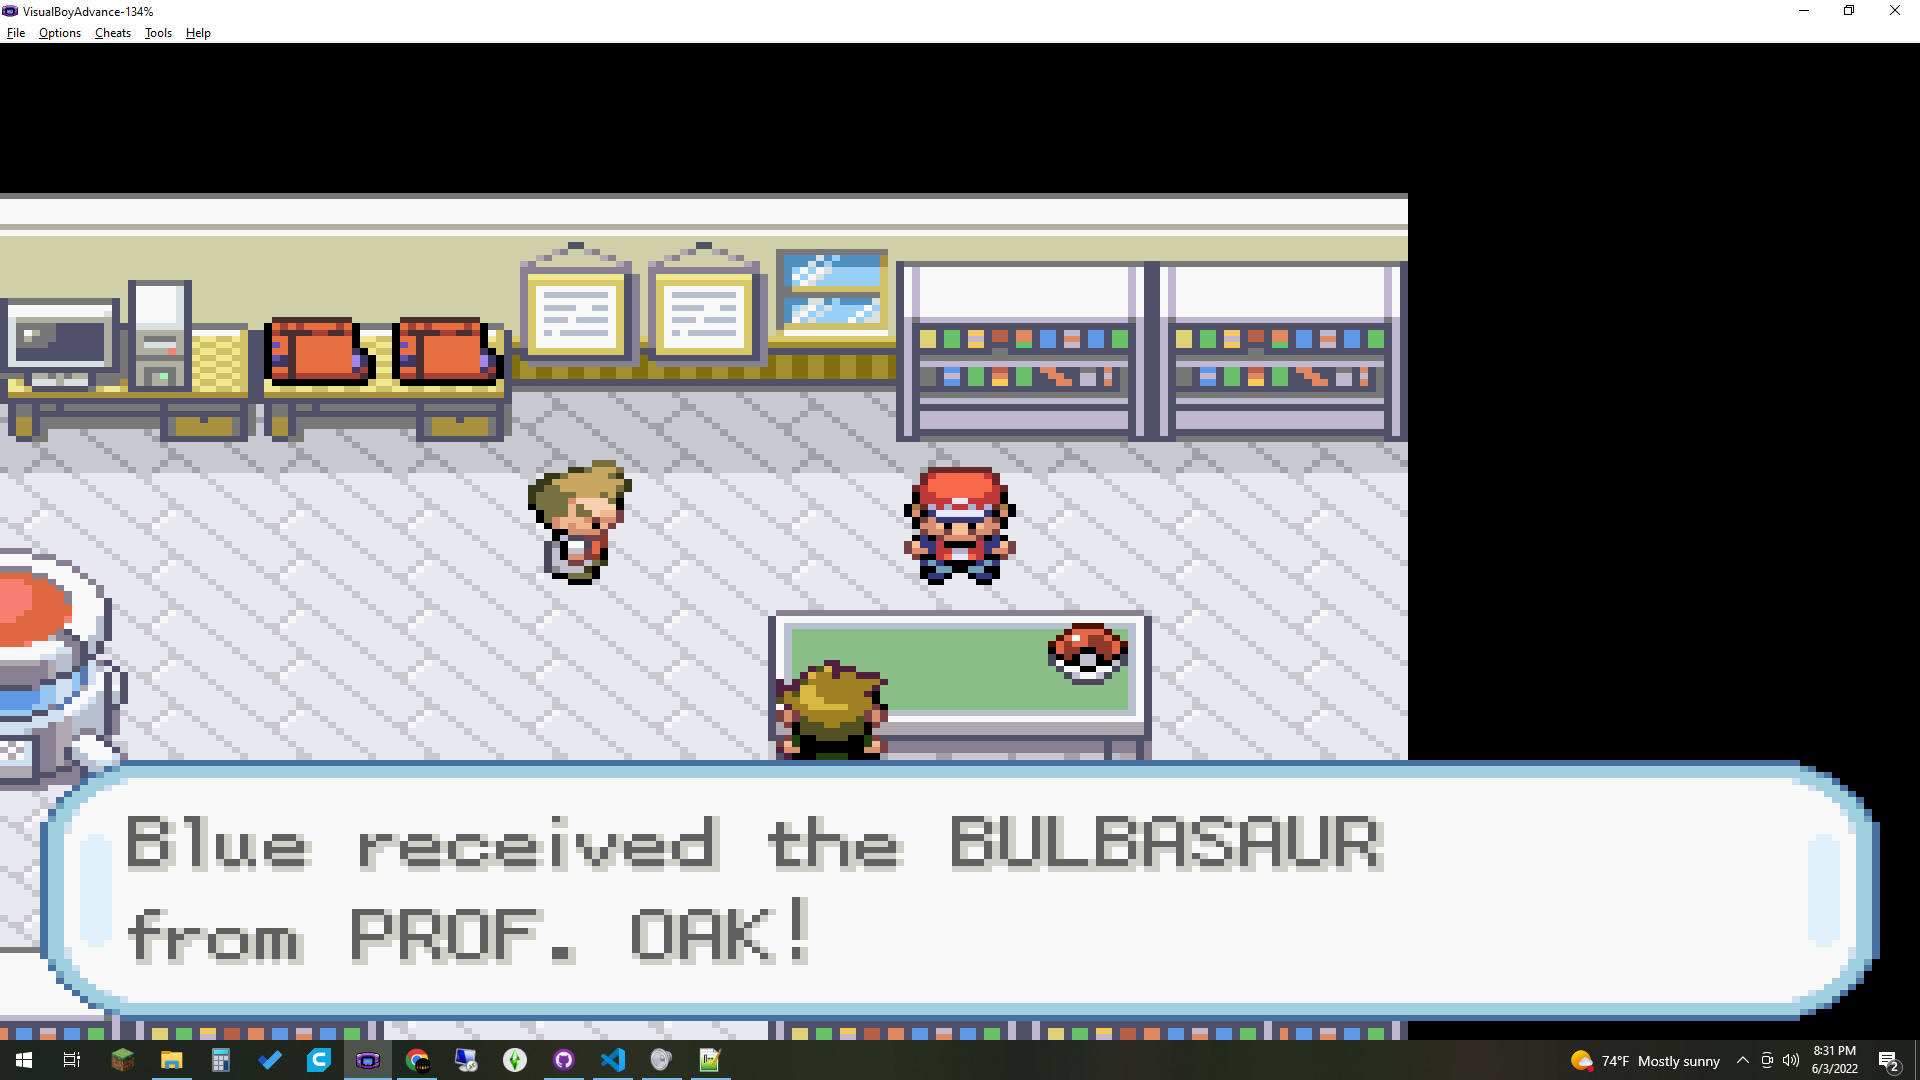 VisualBoyAdvance-134%
File Options Cheats Tools Help
Blue received the BULBASAUR
from PROF. OAK!
74°F Mostly sunny
8:31 PM
6/3/2022
2